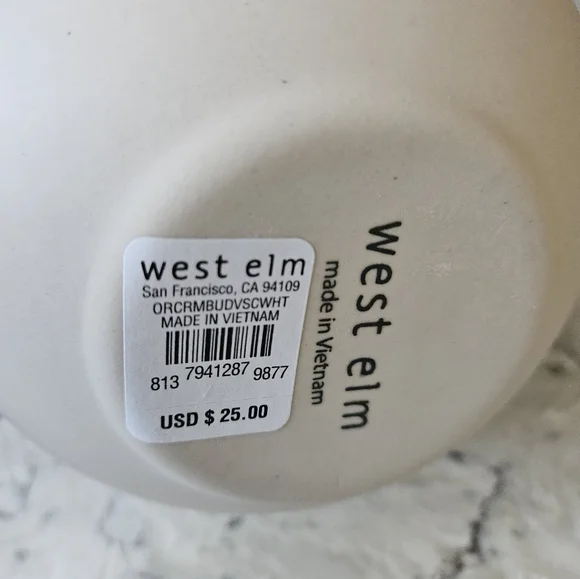 west elm
San Francisco, CA 94109
ORCRMBUDVSCWHT
MADE IN VIETNAM
813 7941287 9877
USD $ 25.00
west elm
made in Vietnam